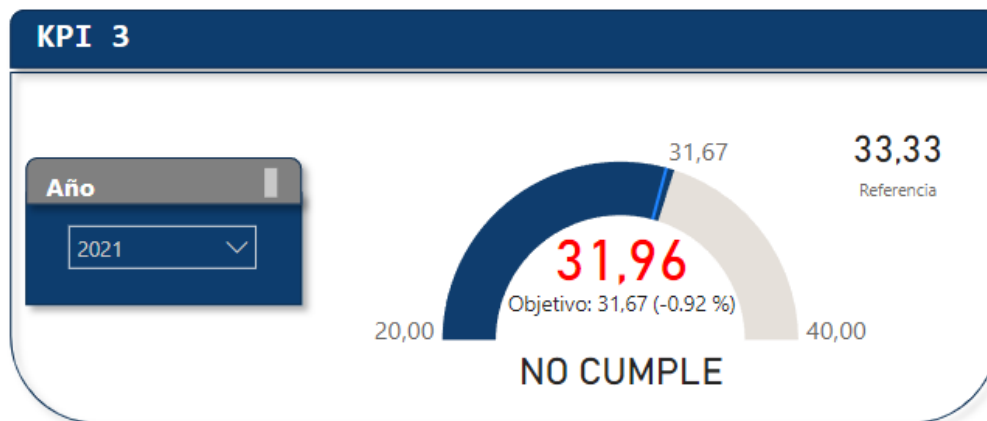 KPI 3
Año
2021
31,67
33,33
Referencia
31,96
Objetivo: 31,67 (-0.92 %)
20,00
40,00
NO CUMPLE